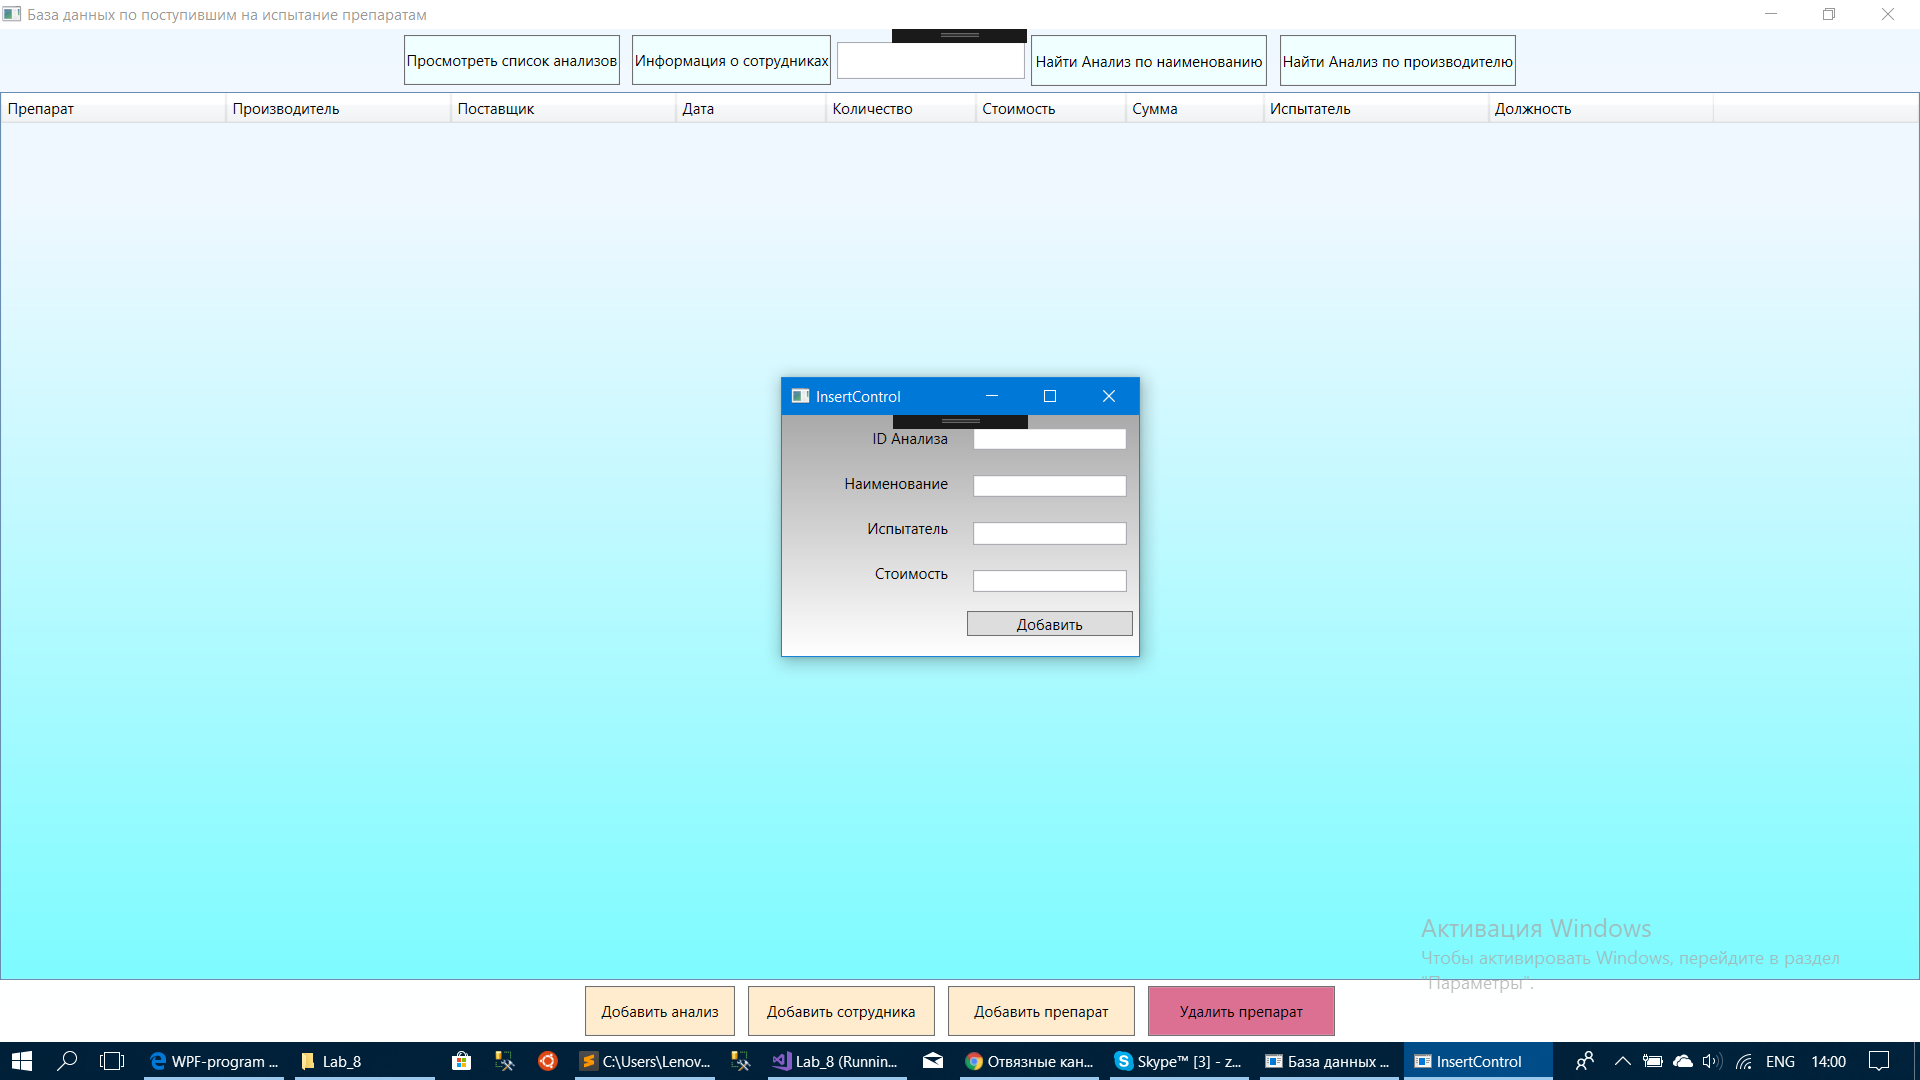 База данных по поступившим на испытание препаратам
Просмотреть список анализов
Информация о сотрудниках
Найти Анализ по наименованию
Найти Анализ по производителю
Препарат
Производитель
Поставщик
Дата
Количество
Стоимость
Сумма
Испытатель
Должность
InsertControl
ID Анализа
Наименование
Испытатель
Стоимость
Добавить
Активация Windows
Чтобы активировать Windows, перейдите в раздел
"Параметры".
Добавить анализ
Добавить сотрудника
Добавить препарат
Удалить препарат
WPF-program ...
Lab_8
C:\Users\Lenov...
Lab_8 (Runnin...
Отвязные кан...
Skype™ [3] - z...
База данных ...
InsertControl
ENG
14:00